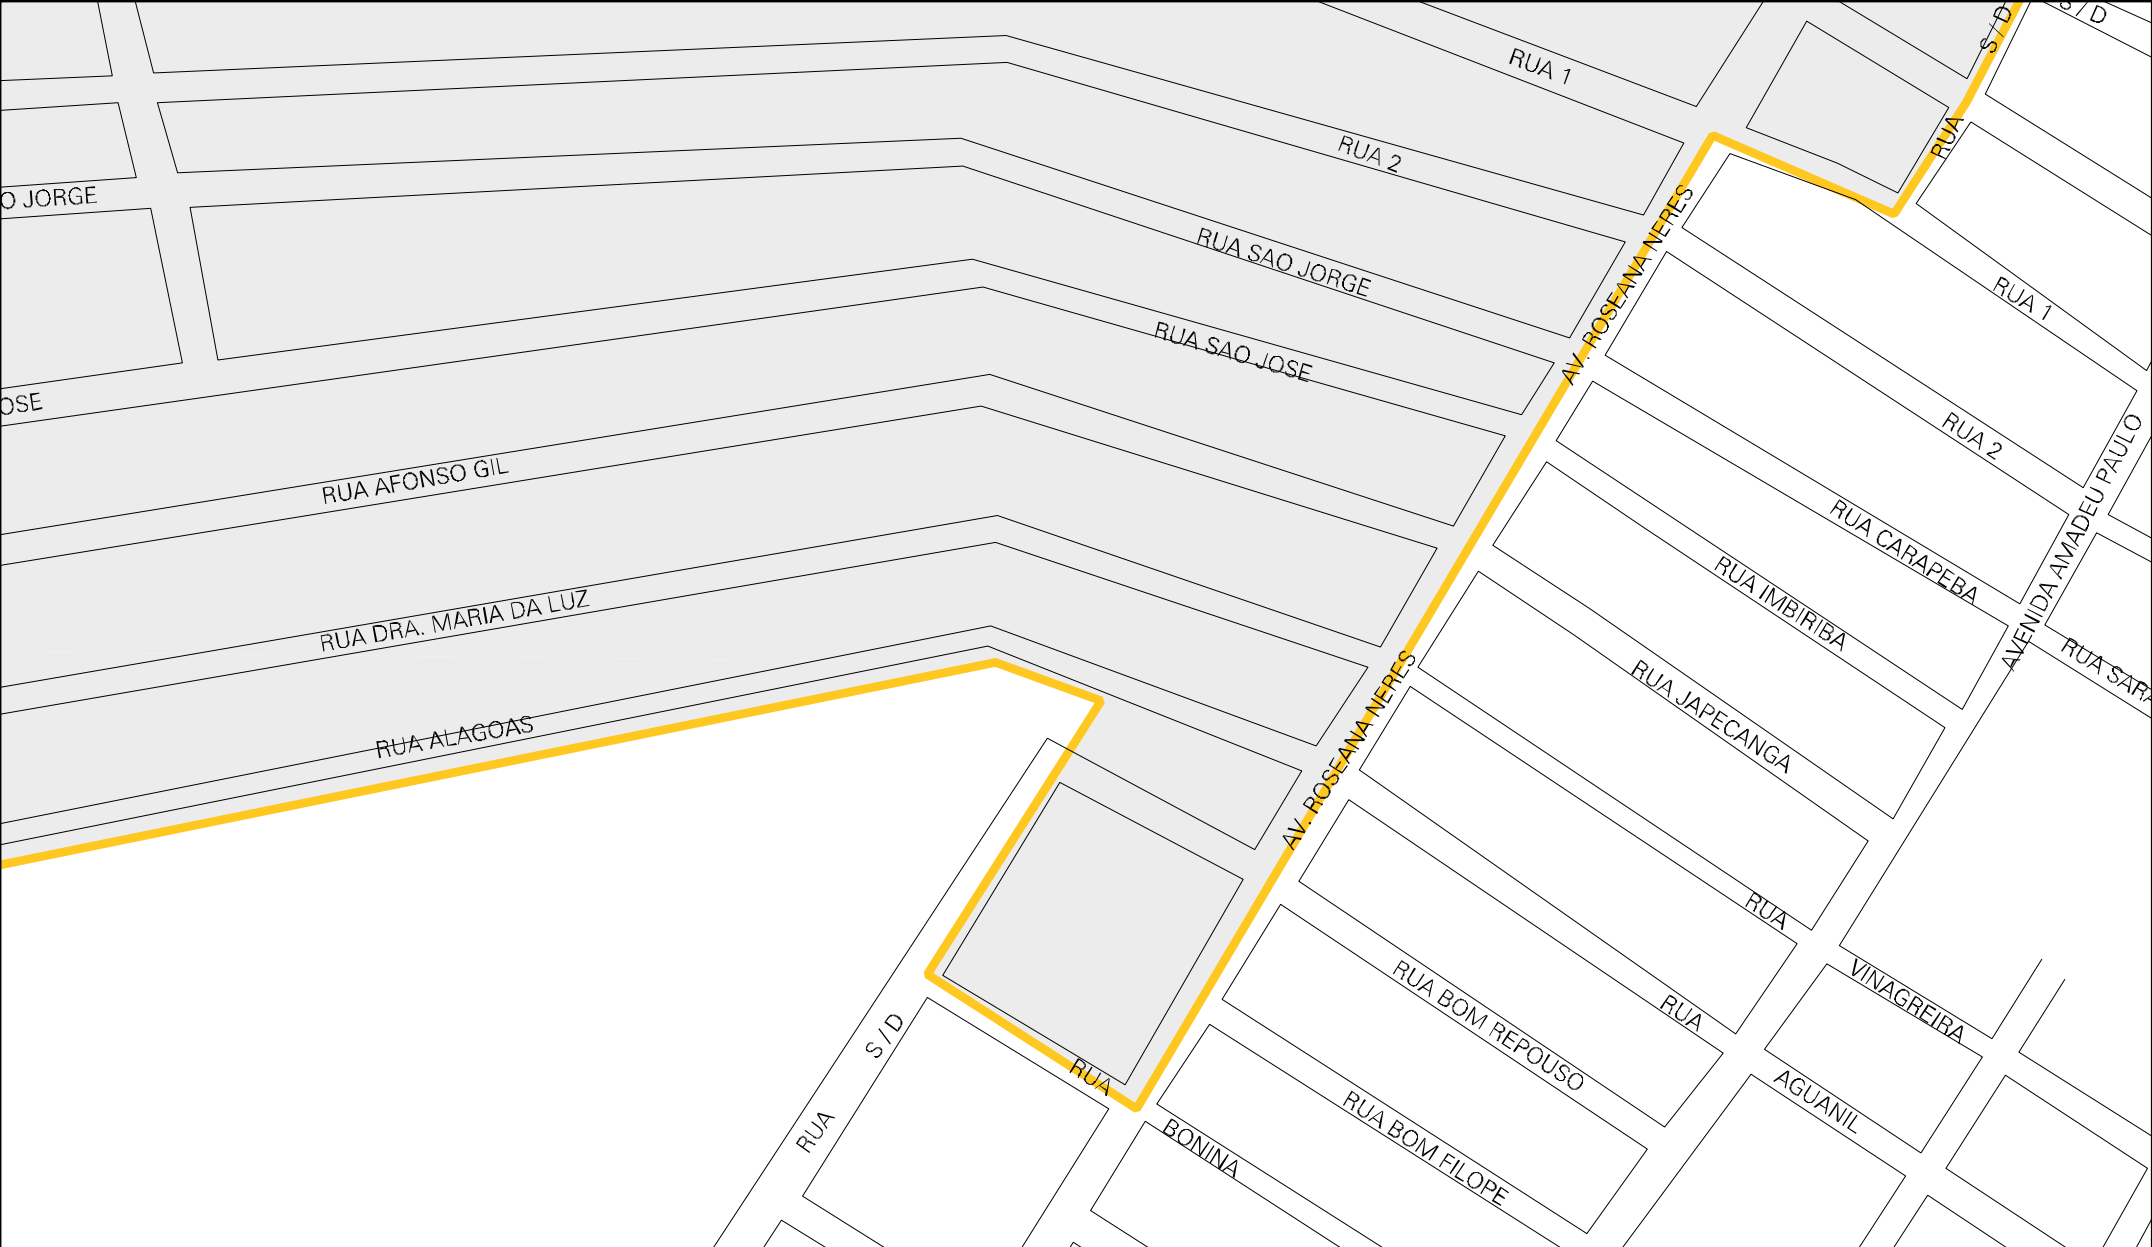 S / D
S / D
RUA 1
RUA
RUA 2
O JORGE
AV. ROSEANA NERES
RUA SAO JORGE
RUA 1
RUA SAO JOSE
OSE
RUA 2
AVENIDA AMADEU PAULO
RUA AFONSO GIL
RUA CARAPEBA
RUA IMBIRIBA
RUA DRA. MARIA DA LUZ
RUA SARA
RUA JAPECANGA
AV. ROSEANA NERES
RUA ALAGOAS
RUA
VINAGREIRA
RUA
RUA BOM REPOUSO
S / D
RUA
AGUANIL
RUA BOM FILOPE
RUA
BONINA